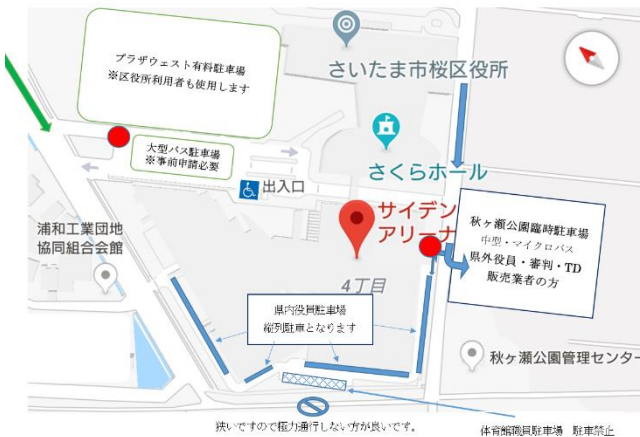 プラザウェスト有料駐車場
※区役所利用者も使用します
さいたま市桜区役所
大型バス駐車場
※事前申請必要
さくらホール
出入口
サイデン
アリーナ
浦和工業団地
協同組合会館
秋ヶ瀬公園臨時駐車場
中型・マイクロバス
県外役員・審判・TD
販売業者の方
4丁目
県内役員駐車場
縦列駐車となります
秋ヶ瀬公園管理センター
狭いですので極力通行しない方が良いです。
体育館職員駐車場 駐車禁止